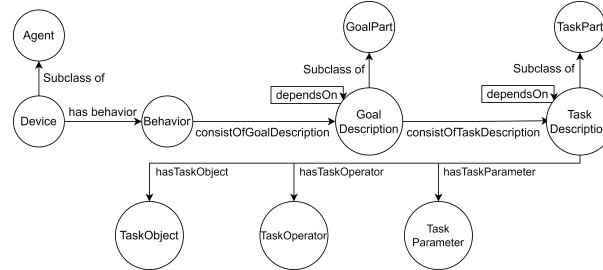 Agent
GoalPart
TaskPart
Subclass of
Subclass of
Subclass of
dependsOn
dependsOn
Device
has behavior
Behavior
consistOfGoalDescription
Goal
Description
consistOfTaskDescription
Task
Description
hasTaskObject
hasTaskOperator
hasTaskParameter
TaskObject
TaskOperator
Task
Parameter